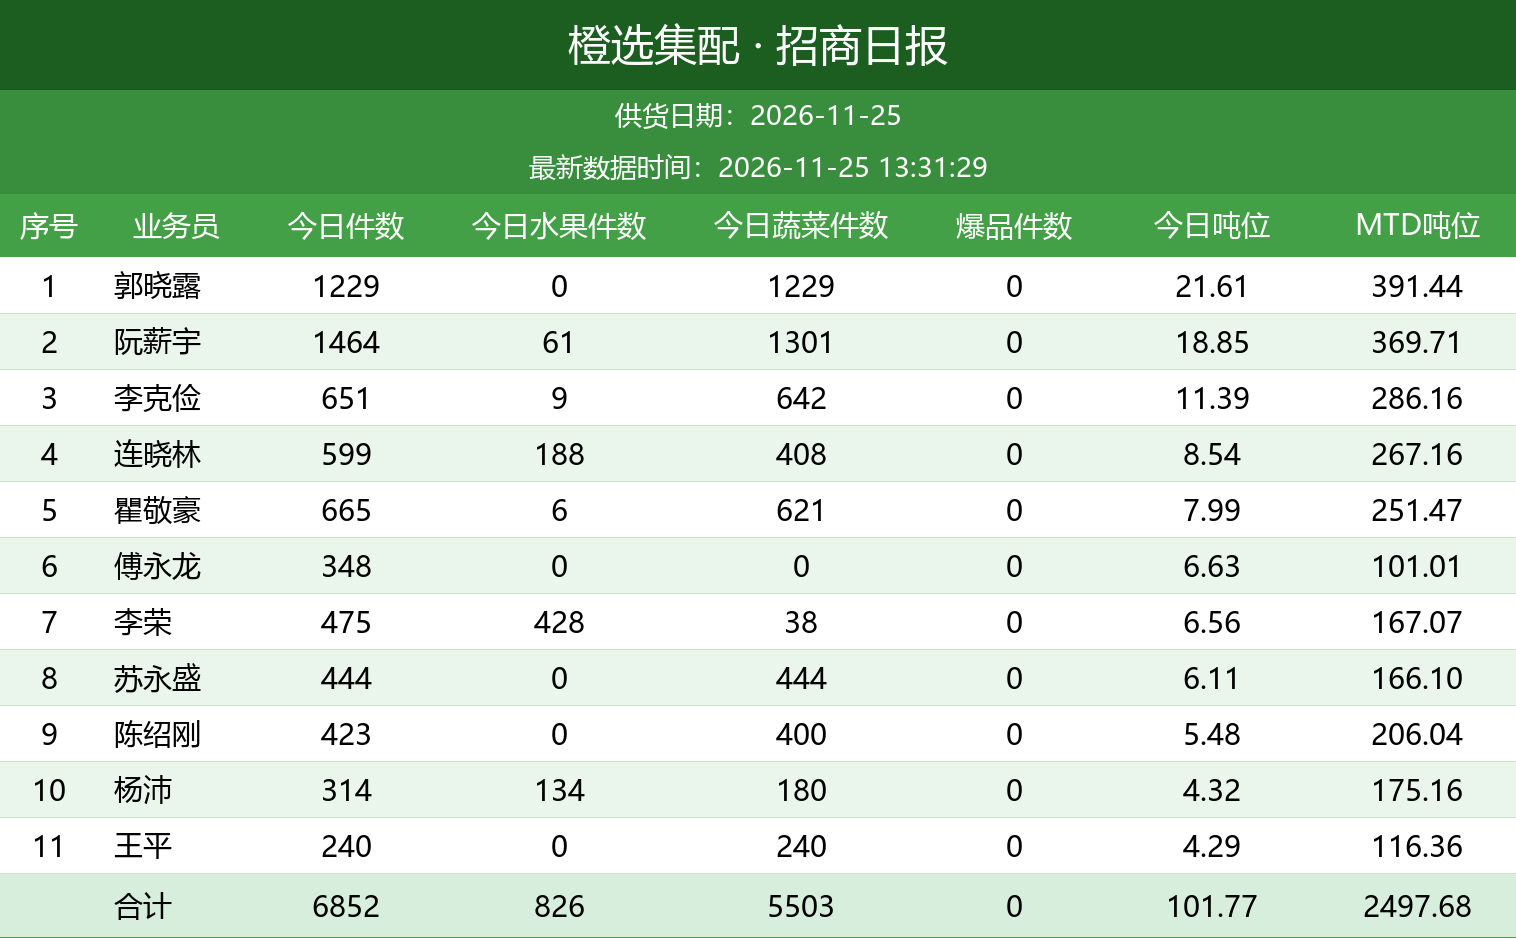 橙选集配 · 招商日报
供货日期：2026-11-25
最新数据时间：2026-11-25 13:31:29
序号 业务员 今日件数 今日水果件数 今日蔬菜件数 爆品件数 今日吨位 MTD吨位
1 郭晓露 1229 0 1229 0 21.61 391.44
2 阮薪宇 1464 61 1301 0 18.85 369.71
3 李克俭 651 9 642 0 11.39 286.16
4 连晓林 599 188 408 0 8.54 267.16
5 瞿敬豪 665 6 621 0 7.99 251.47
6 傅永龙 348 0 0 0 6.63 101.01
7 李荣 475 428 38 0 6.56 167.07
8 苏永盛 444 0 444 0 6.11 166.10
9 陈绍刚 423 0 400 0 5.48 206.04
10 杨沛 314 134 180 0 4.32 175.16
11 王平 240 0 240 0 4.29 116.36
合计 6852 826 5503 0 101.77 2497.68